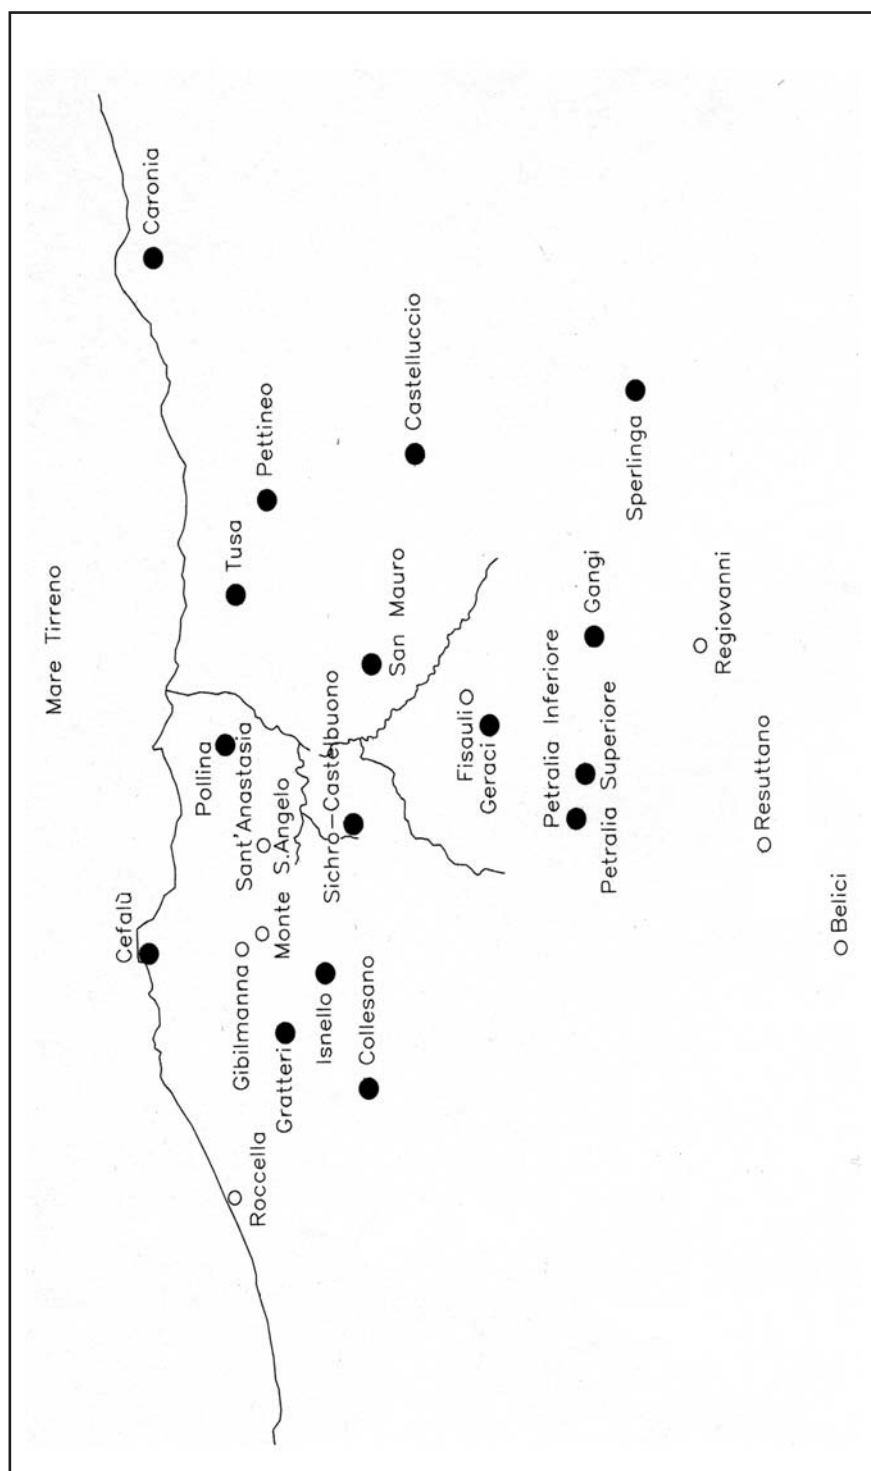 Mare Tirreno
Caronia
Cefalù
Pollina
Tusa
Pettineo
Roccella
Gibilmanna
Sant'Anastasia
Monte S.Angelo
Gratteri
Isnello
Sichro-Castelbuono
San Mauro
Castelluccio
Collesano
Fisauli
Geraci
Petralia Inferiore
Petralia Superiore
Gangi
Sperlinga
Regiovanni
Resuttano
Belici